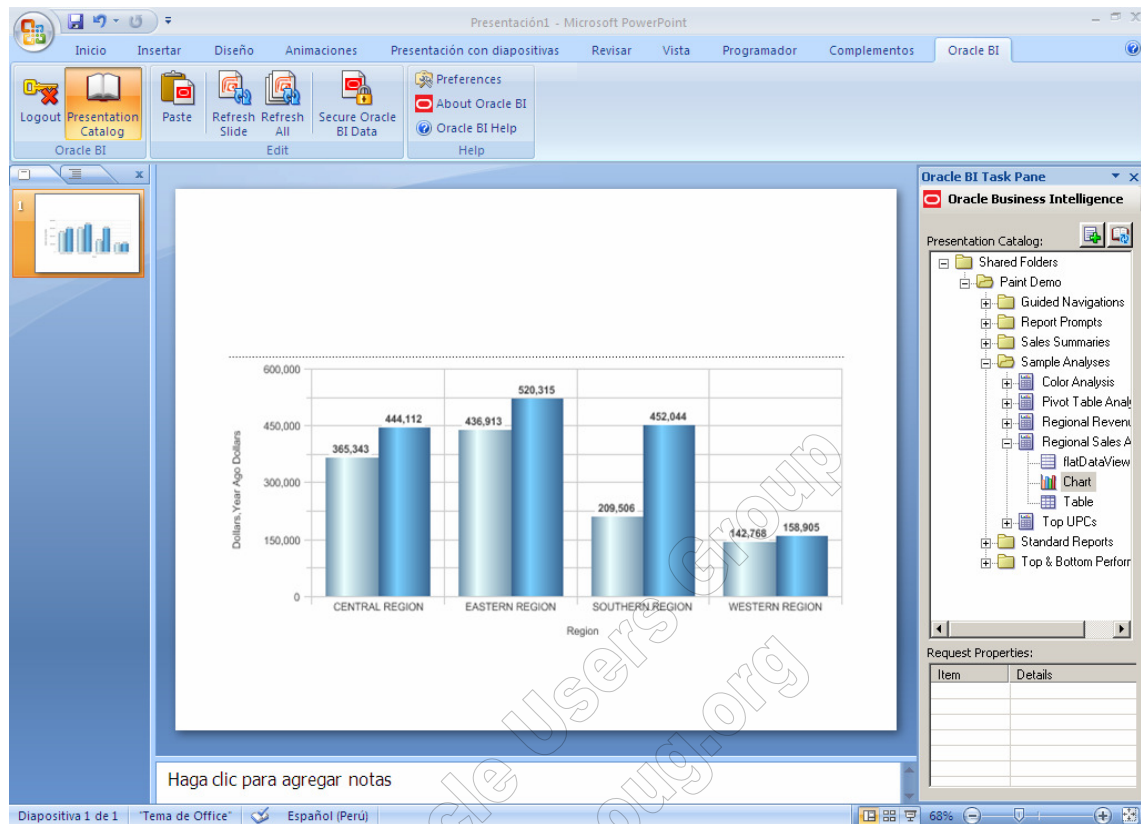 Presentación1 - Microsoft PowerPoint
Inicio Insertar Diseño Animaciones Presentación con diapositivas Revisar Vista Programador Complementos Oracle BI
Logout
Presentation Catalog
Oracle BI
Paste
Refresh Slide
Refresh All
Secure Oracle BI Data
Edit
Preferences
About Oracle BI
Oracle BI Help
Help
1
600,000
450,000
300,000
150,000
0
Dollars,Year Ago Dollars
365,343
444,112
436,913
520,315
209,506
452,044
142,768
158,905
CENTRAL REGION
EASTERN REGION
SOUTHERN REGION
WESTERN REGION
Region
Oracle BI Task Pane
Oracle Business Intelligence
Presentation Catalog:
Shared Folders
Paint Demo
Guided Navigations
Report Prompts
Sales Summaries
Sample Analyses
Color Analysis
Pivot Table Analy
Regional Revenu
Regional Sales A
flatDataView
Chart
Table
Top UPCs
Standard Reports
Top & Bottom Perforr
Request Properties:
Item Details
Haga clic para agregar notas
cle Users Group
oug.org
Diapositiva 1 de 1 "Tema de Office" Español (Perú) 68%